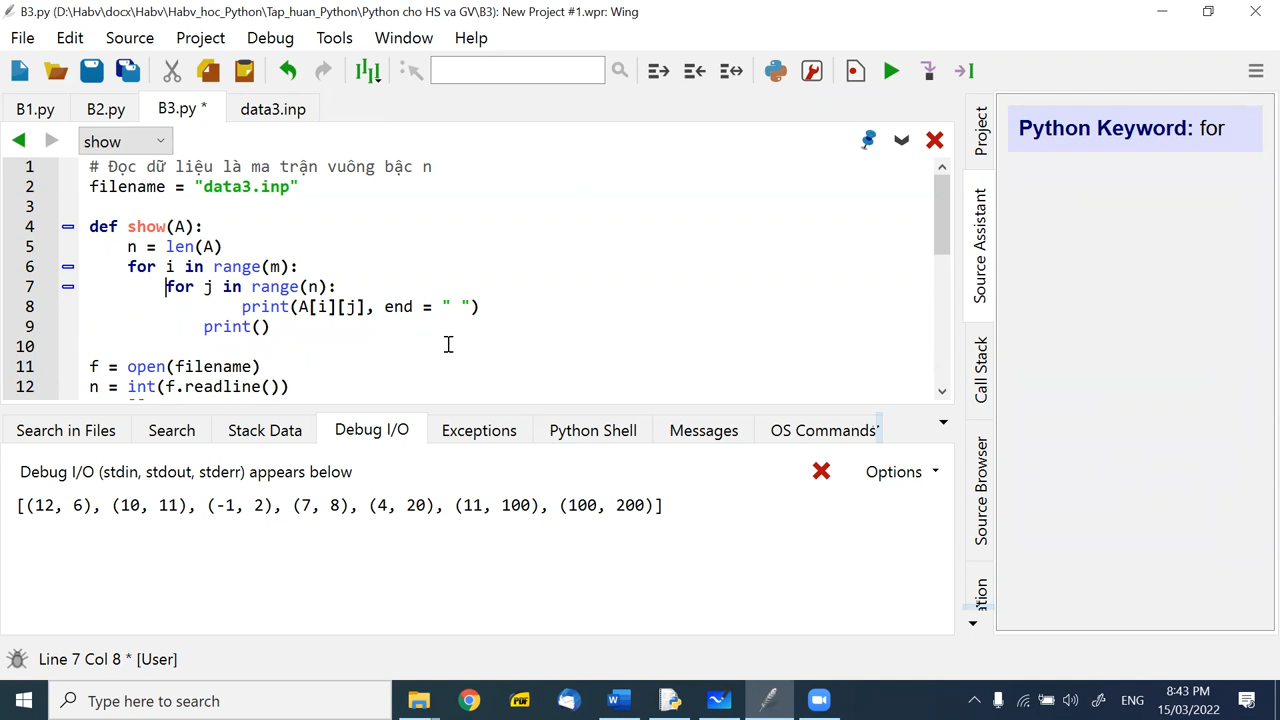 B3.py (D:\Habv\docx\Habv\Habv_hoc_Python\Tap_huan_Python\Python cho HS va GV\B3): New Project #1.wpr: Wing
File Edit Source Project Debug Tools Window Help
B1.py B2.py B3.py * data3.inp
show
1 # Đọc dữ liệu là ma trận vuông bậc n
2 filename = "data3.inp"
3
4 def show(A):
5 n = len(A)
6 for i in range(m):
7 for j in range(n):
8 print(A[i][j], end = " ")
9 print()
10
11 f = open(filename)
12 n = int(f.readline())
Search in Files Search Stack Data Debug I/O Exceptions Python Shell Messages OS Commands
Debug I/O (stdin, stdout, stderr) appears below
Options
[(12, 6), (10, 11), (-1, 2), (7, 8), (4, 20), (11, 100), (100, 200)]
Project
Source Assistant
Call Stack
Source Browser
Python Keyword: for
Line 7 Col 8 * [User]
Type here to search
PDF
ENG
8:43 PM
15/03/2022